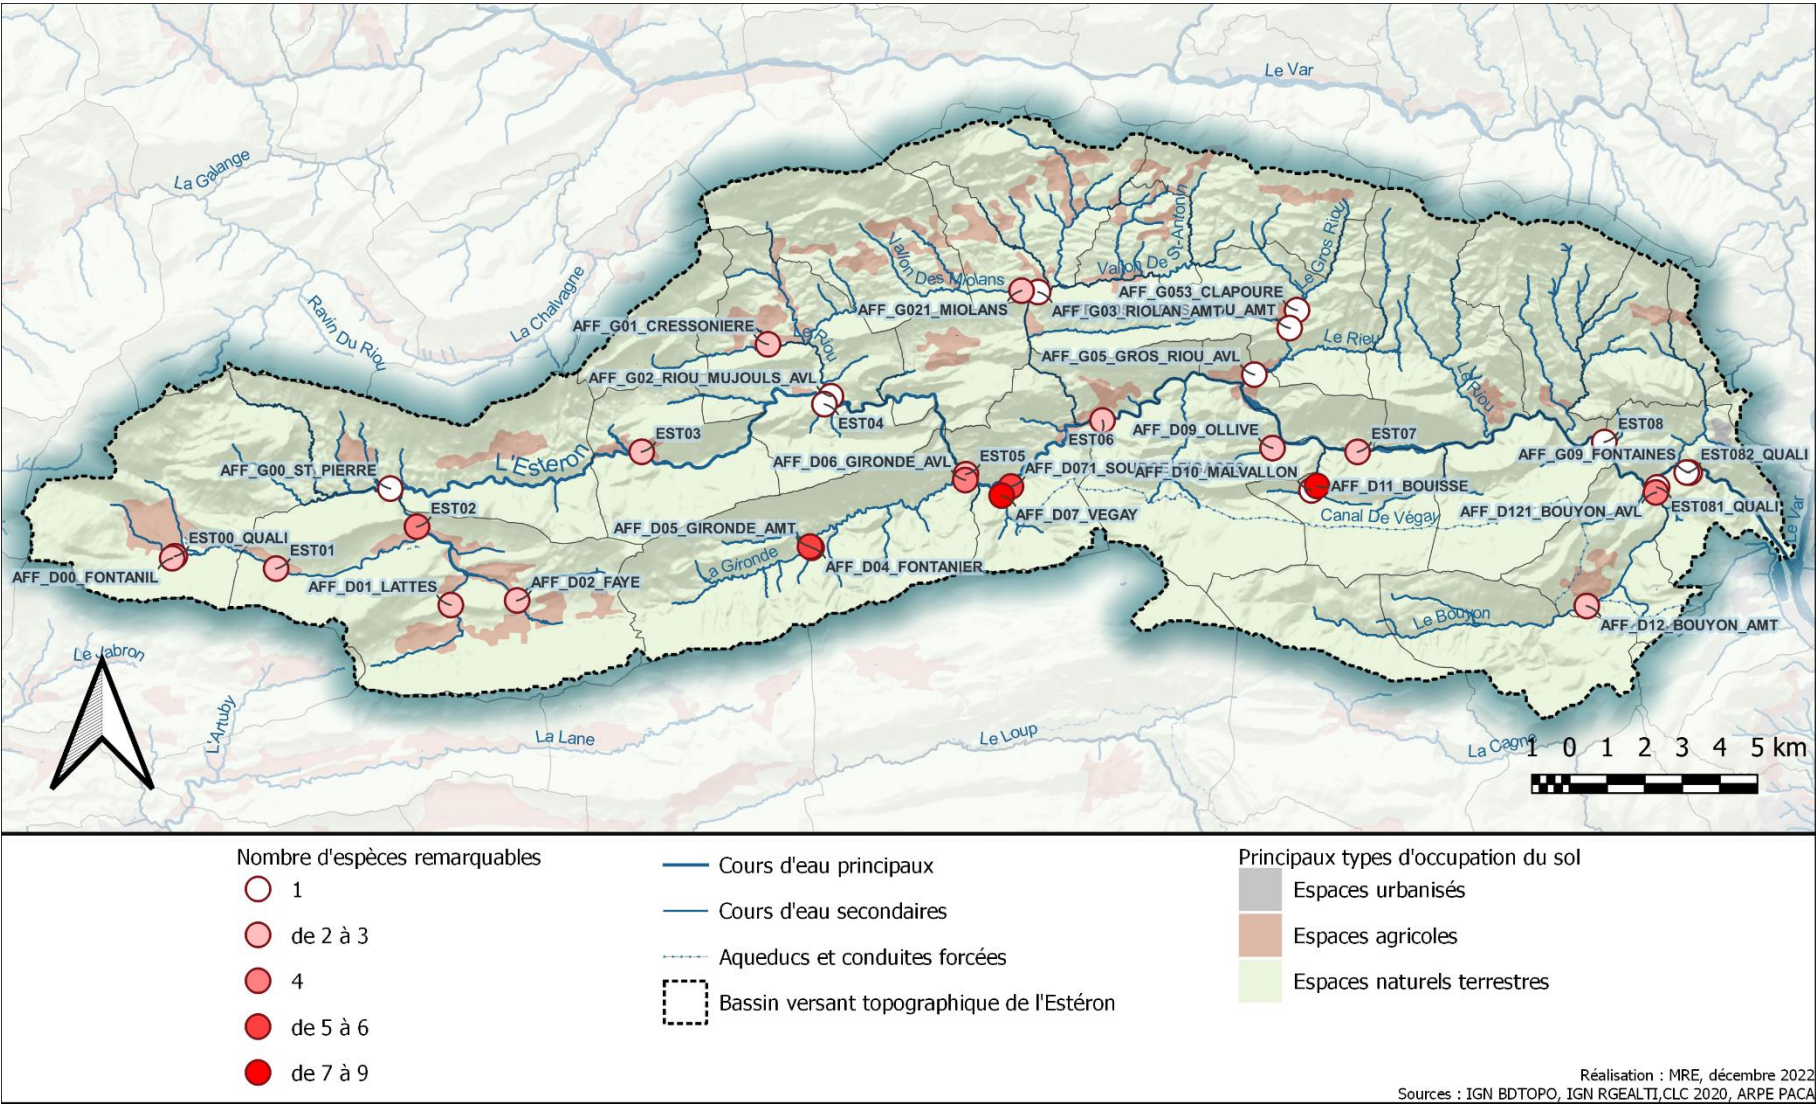 Le Var
La Galange
Vallon Des Miolans
Vallon De St-Antonin
Le Gros Riou
AFF_G053_CLAPOURE
AFF_G021_MIOLANS
AFF_G03_RIOLAN_AMT
U_AMT
Ravin Du Riou
La Chalvagne
AFF_G01_CRESSONIERE
Le Riou
Le Rieu
AFF_G05_GROS_RIOU_AVL
AFF_G02_RIOU_MUJOULS_AVL
Le Riou
EST04
EST03
EST06
AFF_D09_OLLIVE
EST07
EST08
L'Estéron
AFF_G00_ST_PIERRE
AFF_D06_GIRONDE_AVL
EST05
AFF_D071_SOU
AFF_D10_MALVALLON
AFF_G09_FONTAINES
EST082_QUALI
AFF_D11_BOUISSE
EST02
AFF_D07_VEGAY
Canal De Végay
AFF_D121_BOUYON_AVL
EST081_QUALI
Le Var
AFF_D05_GIRONDE_AMT
EST00_QUALI
EST01
La Gironde
AFF_D04_FONTANIER
AFF_D00_FONTANIL
AFF_D01_LATTES
AFF_D02_FAYE
Le Bouyon
AFF_D12_BOUYON_AMT
Le Jabron
L'Artuby
La Lane
Le Loup
La Cagne
1 0 1 2 3 4 5 km
Nombre d'espèces remarquables
1
de 2 à 3
4
de 5 à 6
de 7 à 9
Cours d'eau principaux
Cours d'eau secondaires
Aqueducs et conduites forcées
Bassin versant topographique de l'Estéron
Principaux types d'occupation du sol
Espaces urbanisés
Espaces agricoles
Espaces naturels terrestres
Réalisation : MRE, décembre 2022
Sources : IGN BDTOPO, IGN RGEALTI,CLC 2020, ARPE PACA